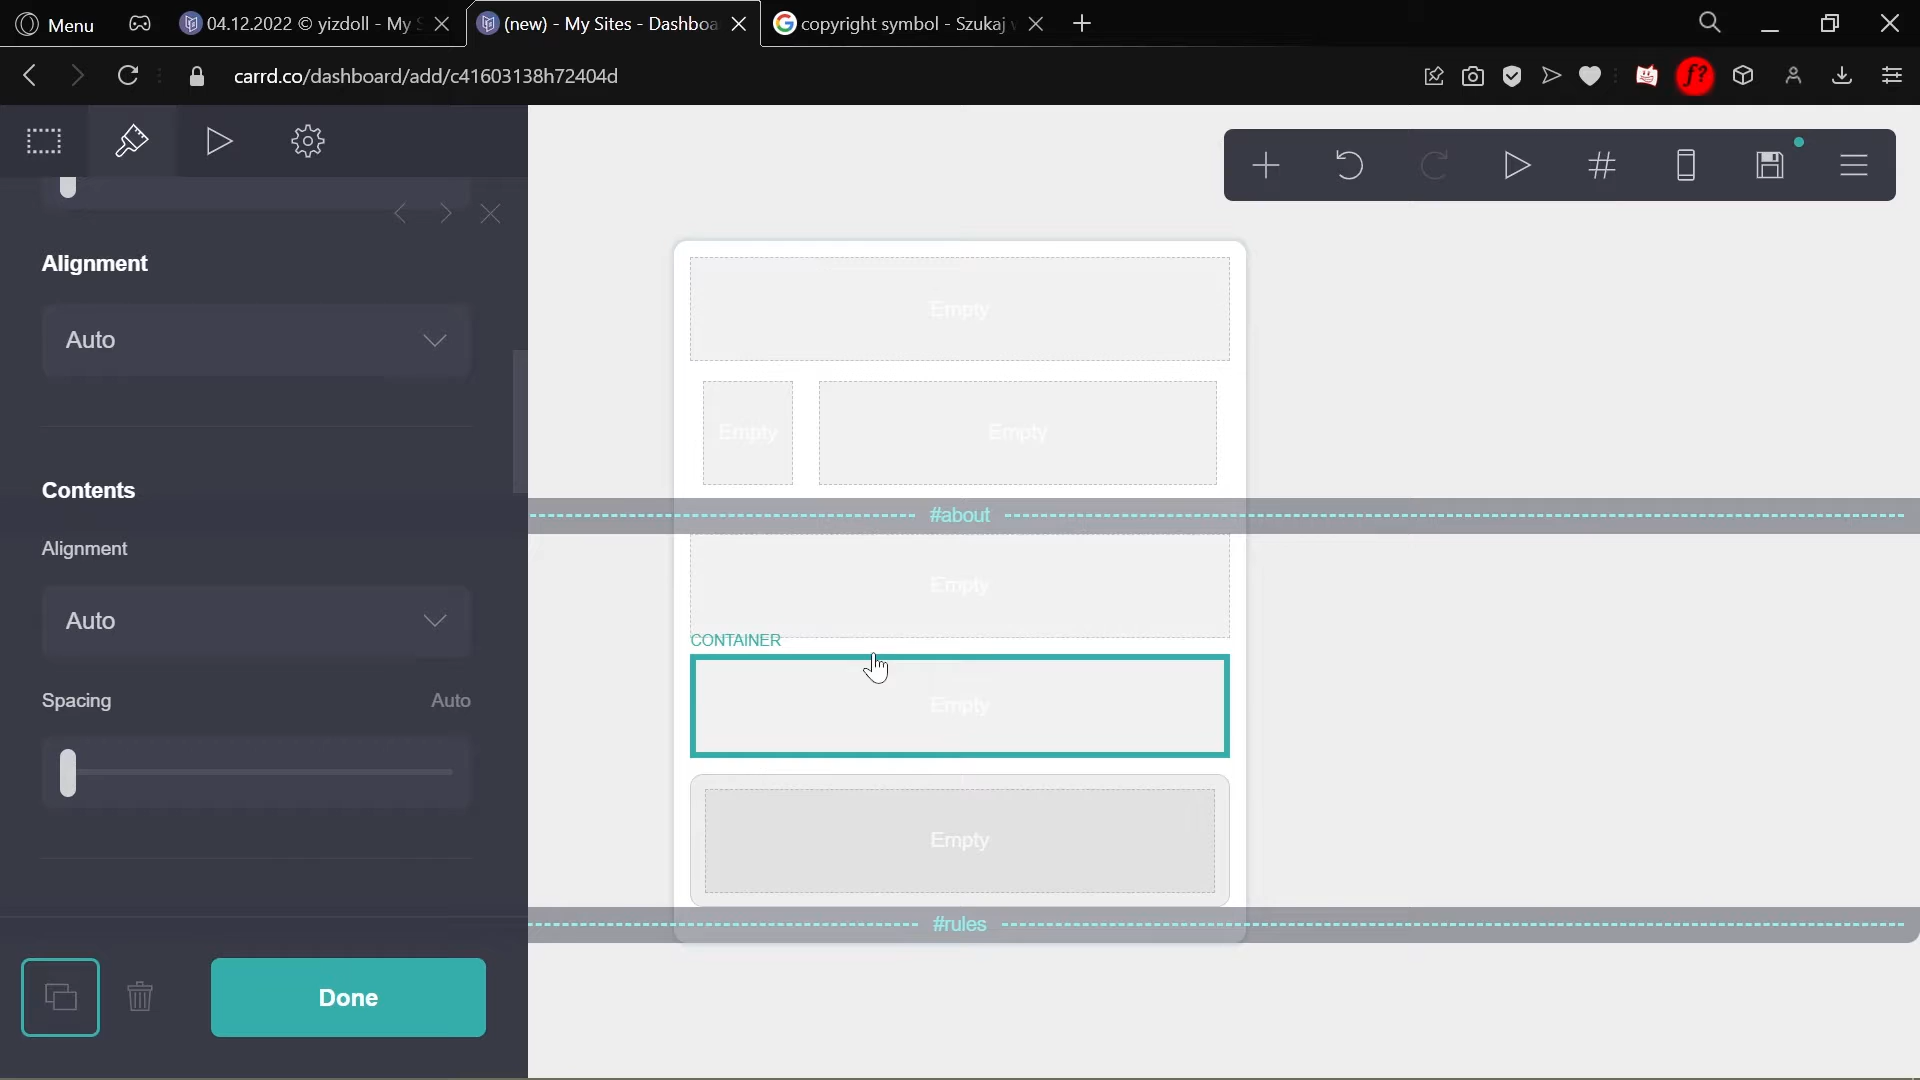 Menu
04.12.2022 © yizdoll - My S
(new) - My Sites - Dashboa
copyright symbol - Szukaj
carrd.co/dashboard/add/c41603138h72404d
f?
Alignment
Auto
Contents
Alignment
Auto
Spacing
Auto
Done
Empty
Empty
Empty
#about
Empty
CONTAINER
Empty
Empty
#rules